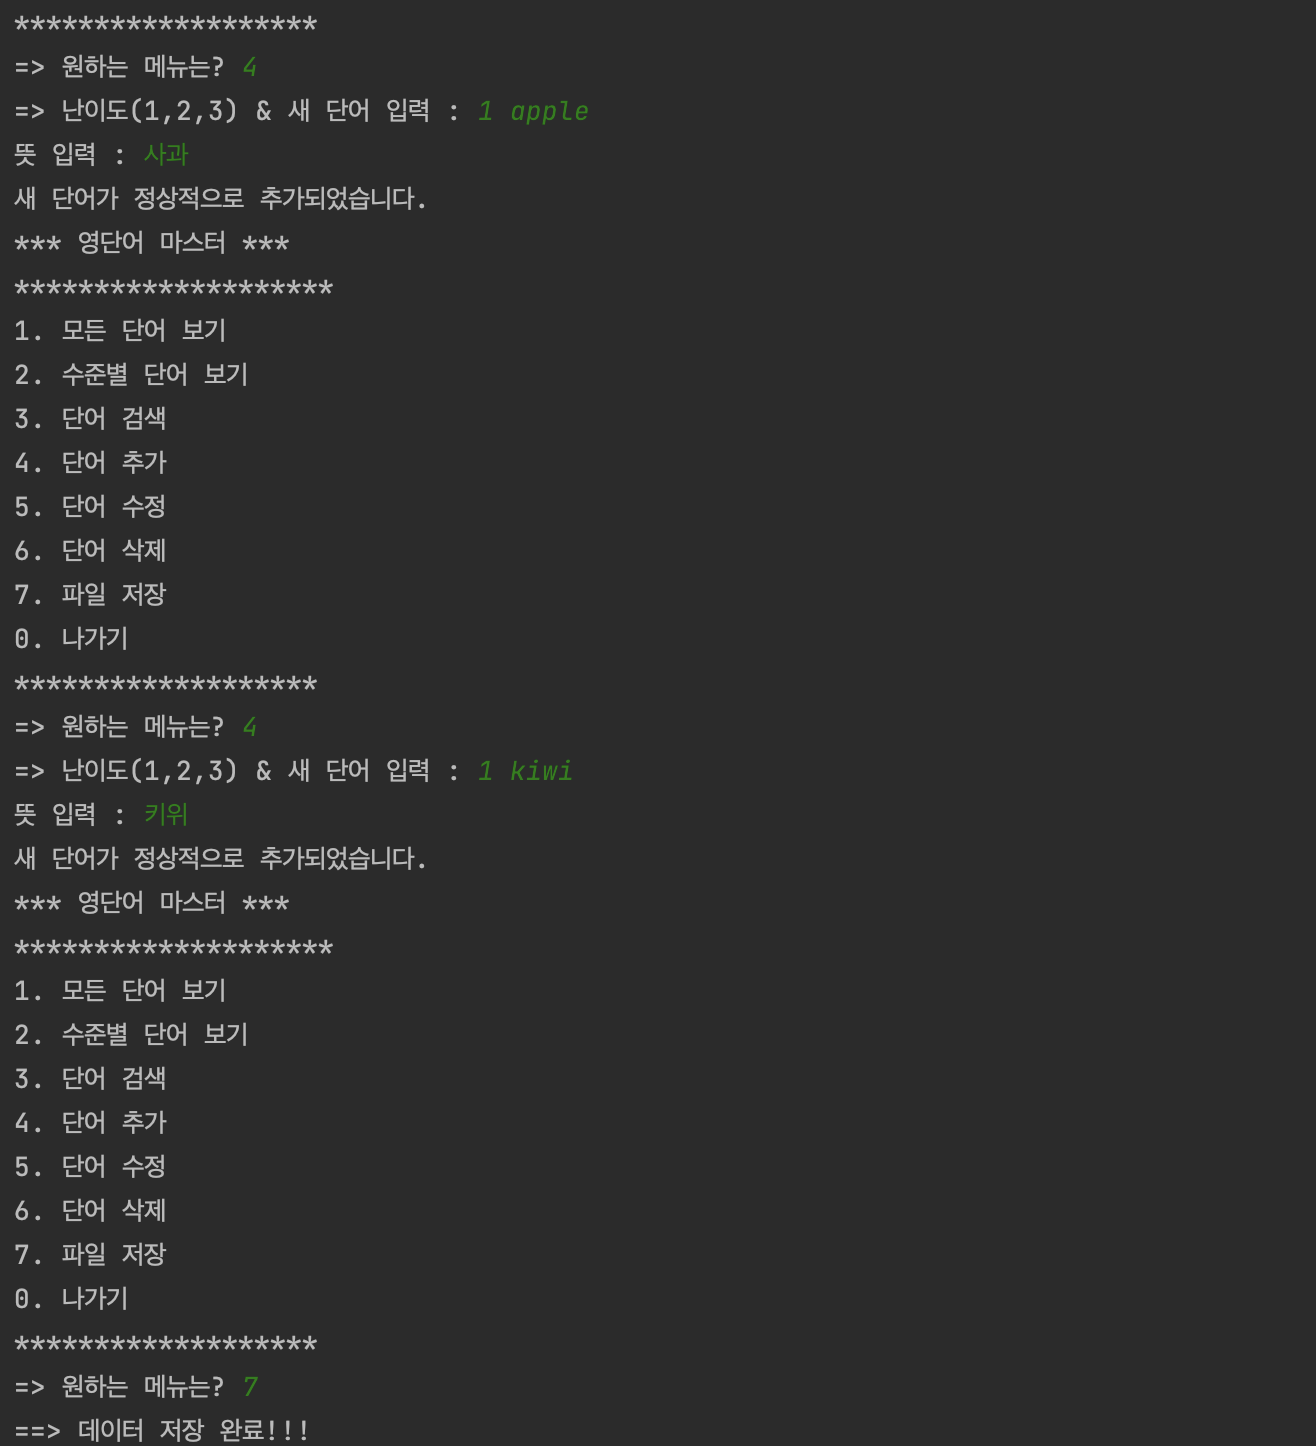 *******************
=> 원하는 메뉴는? 4
=> 난이도(1,2,3) & 새 단어 입력 : 1 apple
뜻 입력 : 사과
새 단어가 정상적으로 추가되었습니다.
*** 영단어 마스터 ***
********************
1. 모든 단어 보기
2. 수준별 단어 보기
3. 단어 검색
4. 단어 추가
5. 단어 수정
6. 단어 삭제
7. 파일 저장
0. 나가기
*******************
=> 원하는 메뉴는? 4
=> 난이도(1,2,3) & 새 단어 입력 : 1 kiwi
뜻 입력 : 키위
새 단어가 정상적으로 추가되었습니다.
*** 영단어 마스터 ***
********************
1. 모든 단어 보기
2. 수준별 단어 보기
3. 단어 검색
4. 단어 추가
5. 단어 수정
6. 단어 삭제
7. 파일 저장
0. 나가기
*******************
=> 원하는 메뉴는? 7
==> 데이터 저장 완료!!!